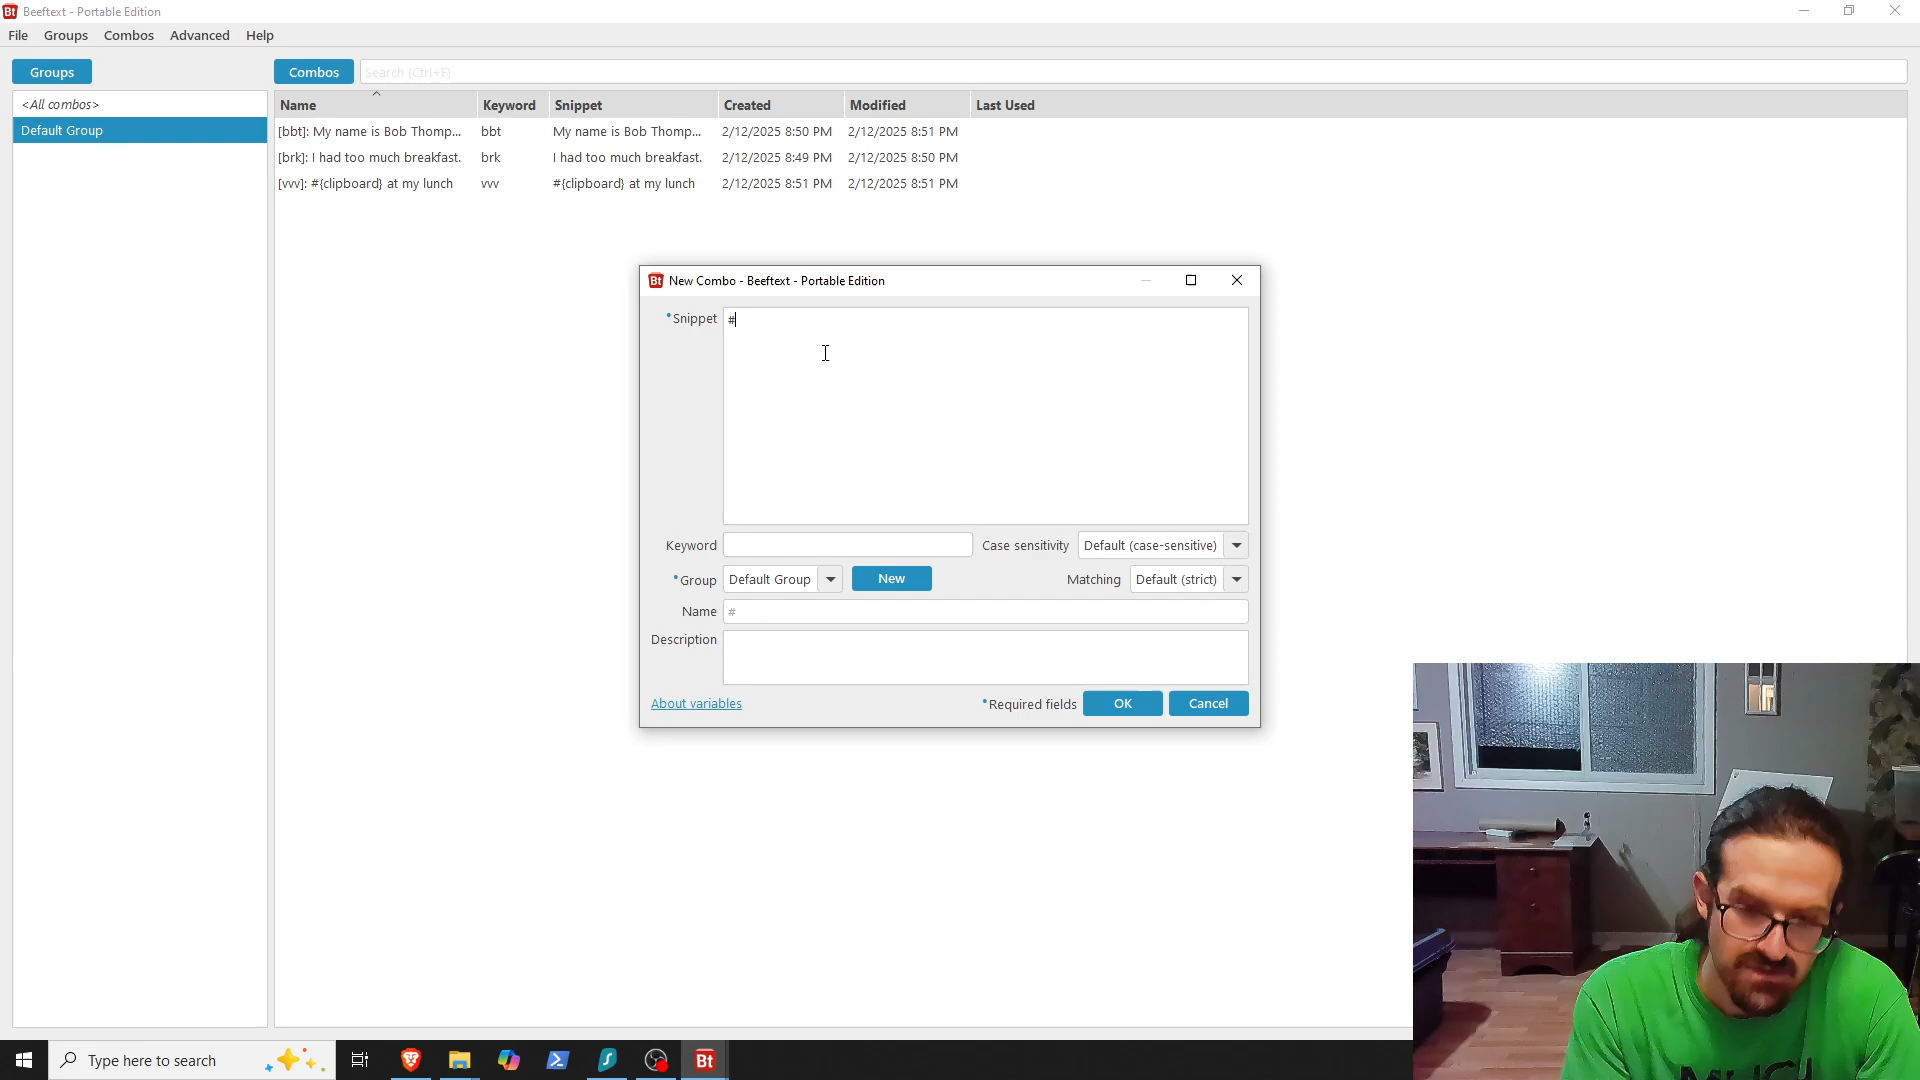 Bt Beeftext - Portable Edition
File Groups Combos Advanced Help
Groups
Combos
Search (Ctrl+F)
<All combos>
Default Group
Name Keyword Snippet Created Modified Last Used
[bbt]: My name is Bob Thomp... bbt My name is Bob Thomp... 2/12/2025 8:50 PM 2/12/2025 8:51 PM
[brk]: I had too much breakfast. brk I had too much breakfast. 2/12/2025 8:49 PM 2/12/2025 8:50 PM
[vvv]: #{clipboard} at my lunch vvv #{clipboard} at my lunch 2/12/2025 8:51 PM 2/12/2025 8:51 PM
Bt New Combo - Beeftext - Portable Edition
Snippet #
Keyword Case sensitivity Default (case-sensitive)
Group Default Group New Matching Default (strict)
Name #
Description
About variables Required fields OK Cancel
Type here to search
Bt